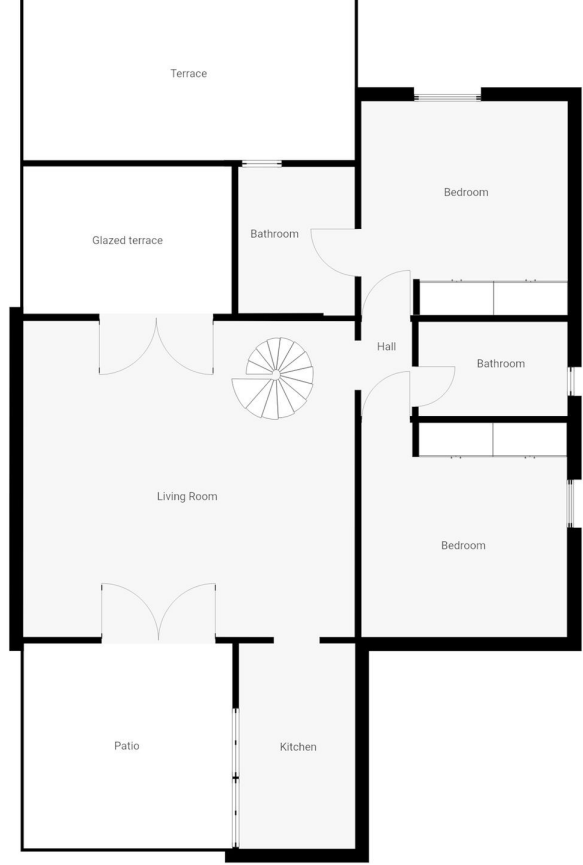 Terrace
Bedroom
Bathroom
Glazed terrace
Hall
Bathroom
Living Room
Bedroom
Patio
Kitchen